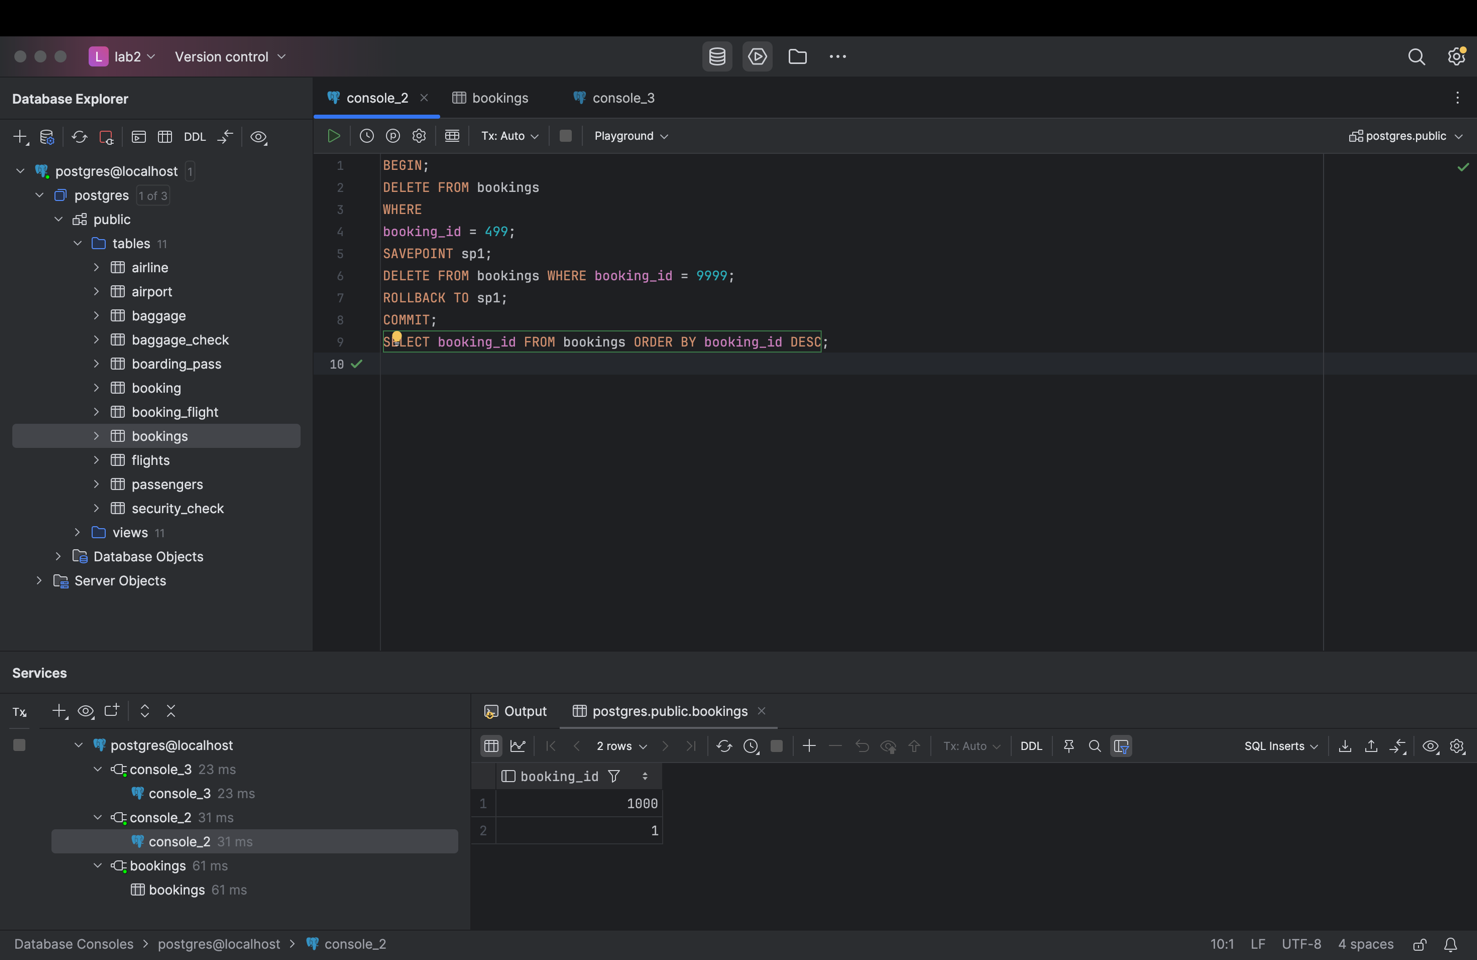 L lab2 Version control
Database Explorer
console_2 bookings console_3
DDL
Tx: Auto Playground postgres.public
postgres@localhost 1
postgres 1 of 3
public
tables 11
airline
airport
baggage
baggage_check
boarding_pass
booking
booking_flight
bookings
flights
passengers
security_check
views 11
Database Objects
Server Objects
1 BEGIN;
2 DELETE FROM bookings
3 WHERE
4 booking_id = 499;
5 SAVEPOINT sp1;
6 DELETE FROM bookings WHERE booking_id = 9999;
7 ROLLBACK TO sp1;
8 COMMIT;
9 SELECT booking_id FROM bookings ORDER BY booking_id DESC;
10
Services
Tx
postgres@localhost
console_3 23 ms
console_3 23 ms
console_2 31 ms
console_2 31 ms
bookings 61 ms
bookings 61 ms
Output postgres.public.bookings
2 rows Tx: Auto DDL SQL Inserts
booking_id
1 1000
2 1
Database Consoles > postgres@localhost > console_2
10:1 LF UTF-8 4 spaces